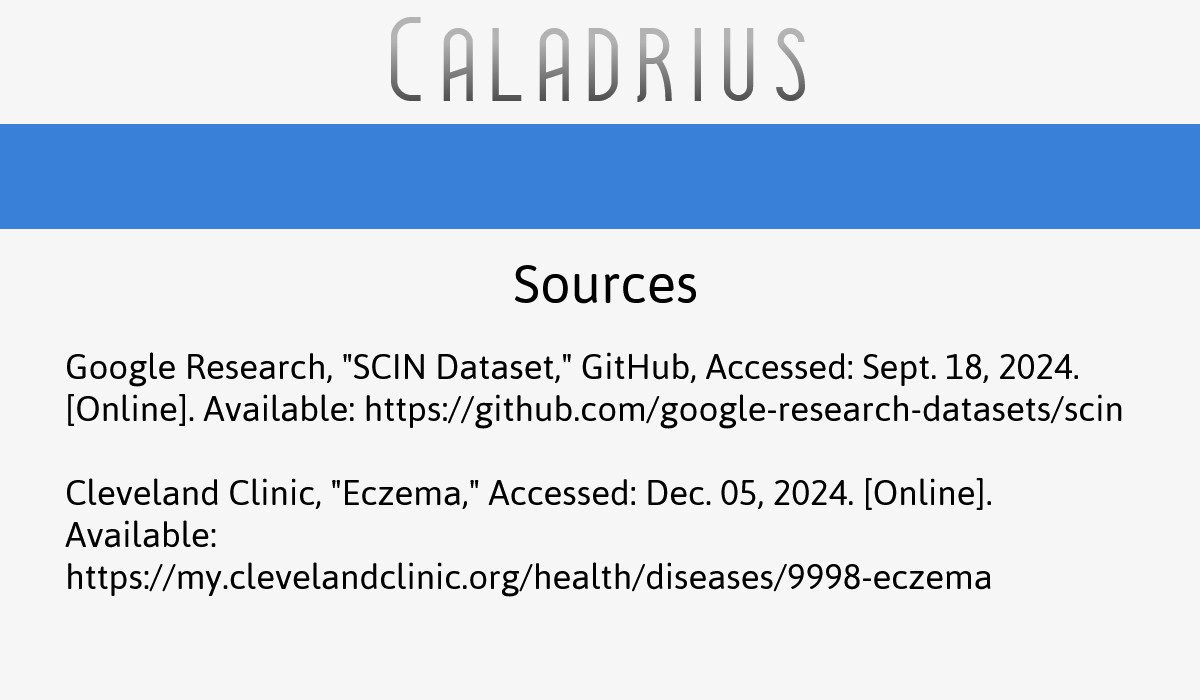 CALADRIUS
Sources
Google Research, "SCIN Dataset," GitHub, Accessed: Sept. 18, 2024.
[Online]. Available: https://github.com/google-research-datasets/scin
Cleveland Clinic, "Eczema," Accessed: Dec. 05, 2024. [Online].
Available:
https://my.clevelandclinic.org/health/diseases/9998-eczema